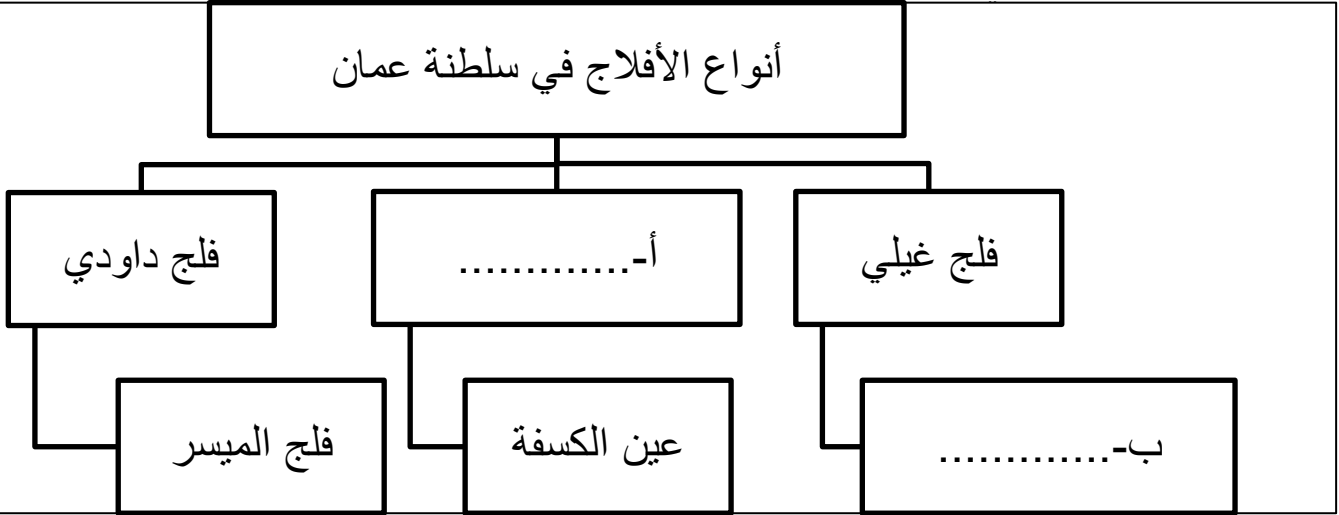 أنواع الأفلاج في سلطنة عمان
فلج غيلي
أ-.............
فلج داودي
ب-.............
عين الكسفة
فلج الميسر